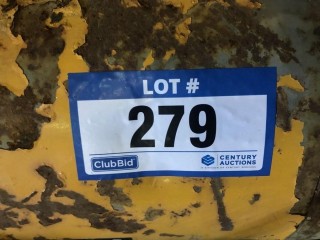 LOT #
279
ClubBid
CENTURY
AUCTIONS